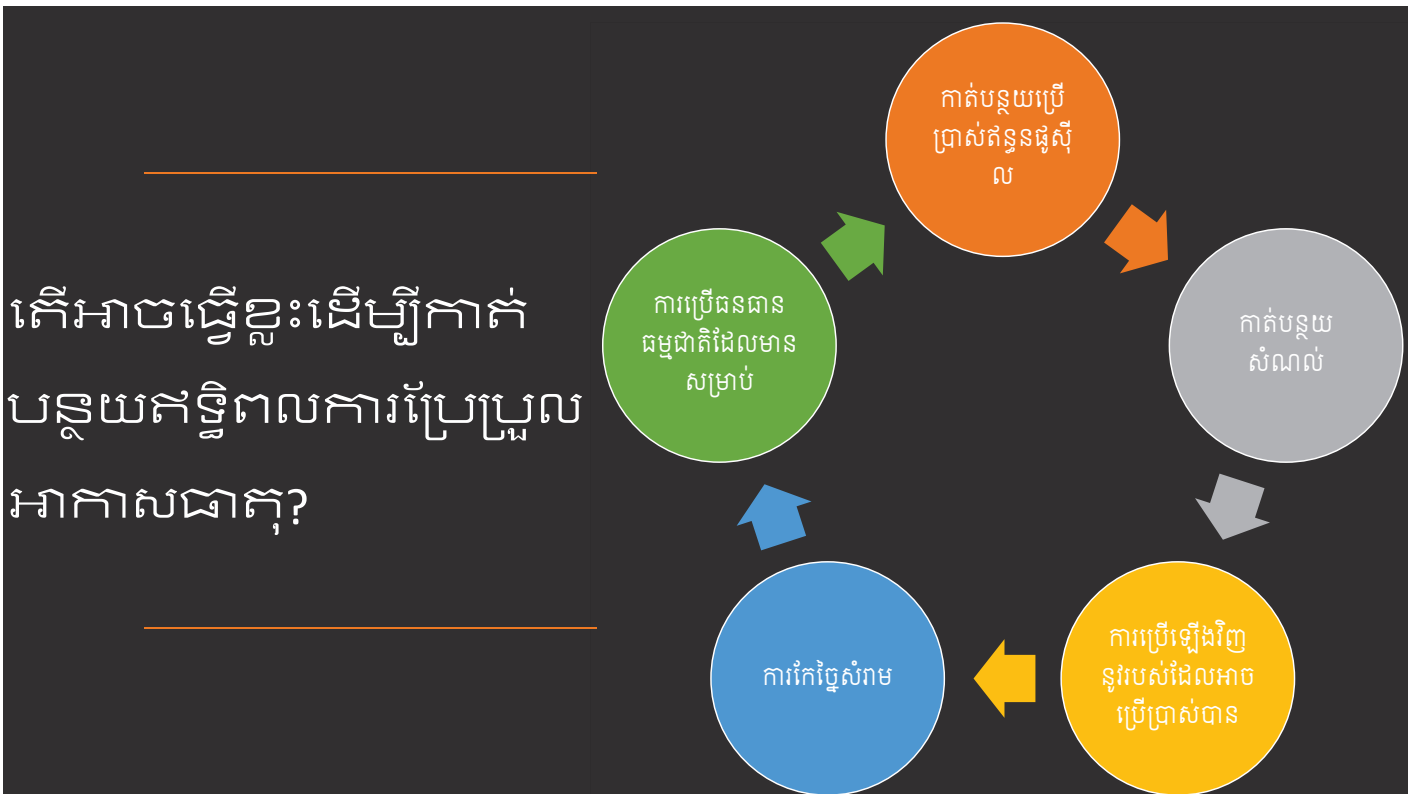 តើអាចធ្វើខ្លះដើម្បីកាត់
បន្ថយឥទ្ធិពលការប្រែប្រួល
អាកាសធាតុ?
កាត់បន្ថយប្រើ
ប្រាស់ឥន្ធនផូស៊ី
ល
កាត់បន្ថយ
សំណល់
ការប្រើឡើងវិញ
នូវរបស់ដែលអាច
ប្រើប្រាស់បាន
ការកែច្នៃសំរាម
ការប្រើធនធាន
ធម្មជាតិដែលមាន
សម្រាប់